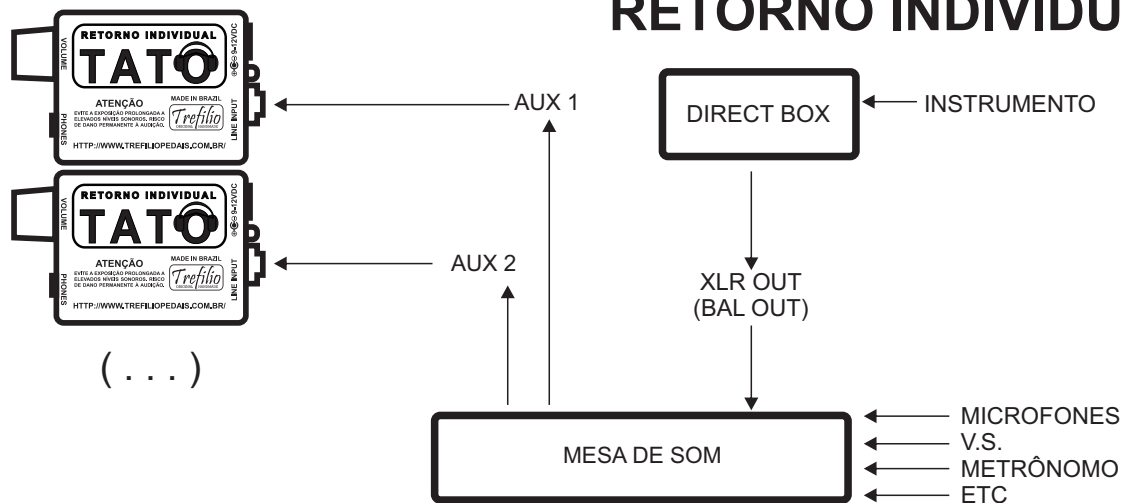 RETORNO INDIVIDU
VOLUME
RETORNO INDIVIDUAL
TATO
9-12VDC
ATENÇÃO
EVITE A EXPOSIÇÃO PROLONGADA A
ELEVADOS NÍVEIS SONOROS. RISCO
DE DANO PERMANENTE À AUDIÇÃO.
MADE IN BRAZIL
Trefilio
ORIGINAL HANDMADE
PHONES
LINE INPUT
HTTP://WWW.TREFILIOPEDAIS.COM.BR/
AUX 1
DIRECT BOX
INSTRUMENTO
VOLUME
RETORNO INDIVIDUAL
TATO
9-12VDC
ATENÇÃO
EVITE A EXPOSIÇÃO PROLONGADA A
ELEVADOS NÍVEIS SONOROS. RISCO
DE DANO PERMANENTE À AUDIÇÃO.
MADE IN BRAZIL
Trefilio
ORIGINAL HANDMADE
PHONES
LINE INPUT
HTTP://WWW.TREFILIOPEDAIS.COM.BR/
AUX 2
XLR OUT
(BAL OUT)
(...)
MESA DE SOM
MICROFONES
V.S.
METRÔNOMO
ETC